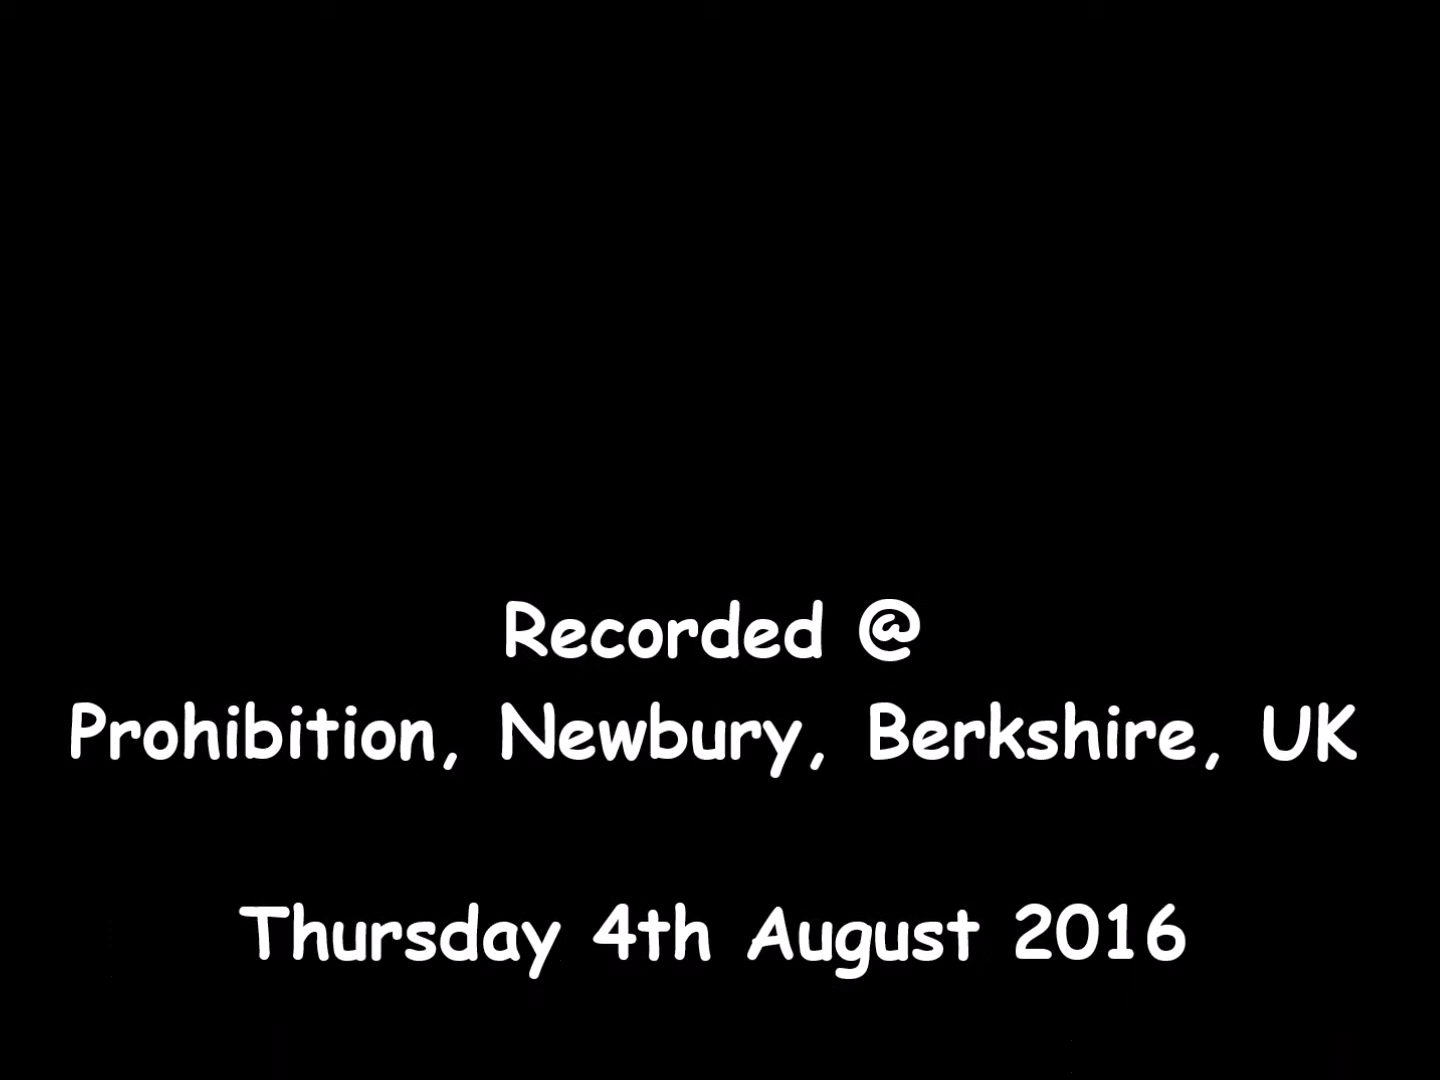 Recorded @
Prohibition, Newbury, Berkshire, UK
Thursday 4th August 2016